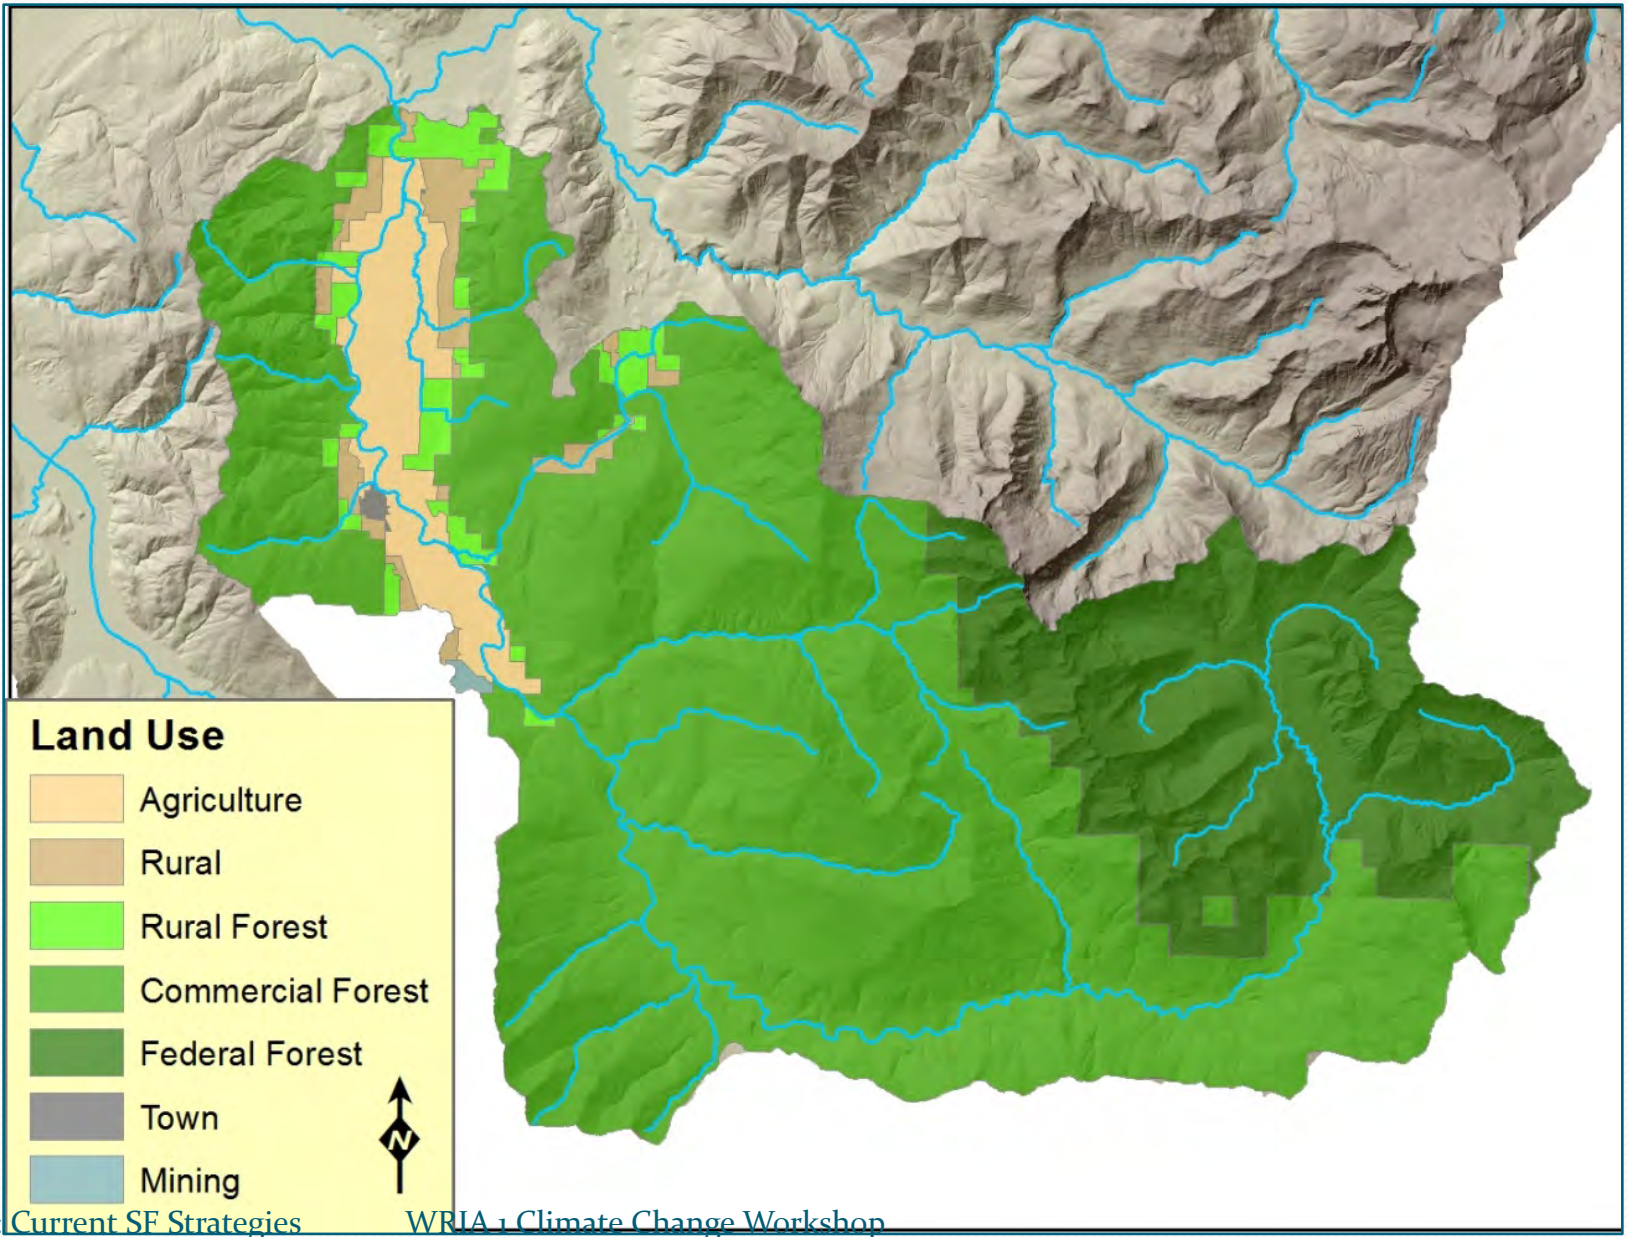 Land Use
Agriculture
Rural
Rural Forest
Commercial Forest
Federal Forest
Town
N
Mining
Current SF Strategies
WRIA 1 Climate Change Workshop